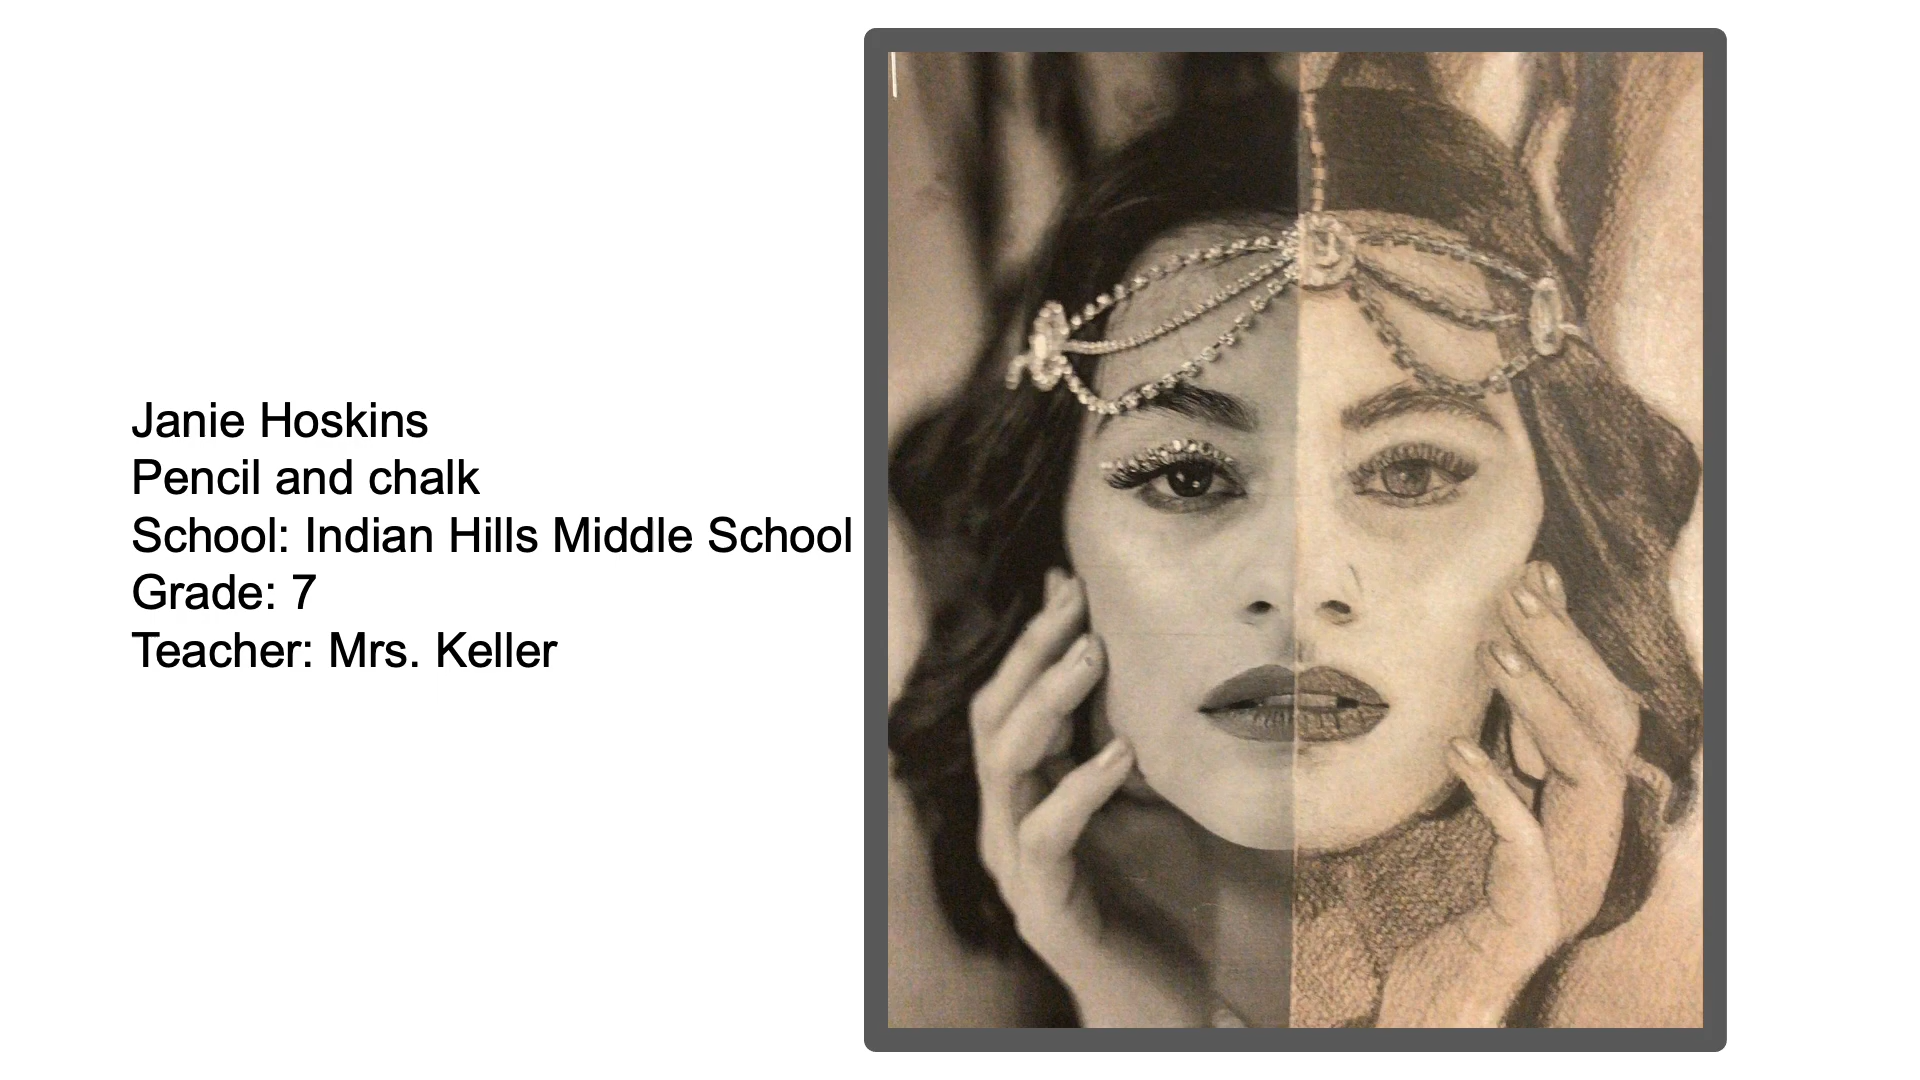 Janie Hoskins
Pencil and chalk
School: Indian Hills Middle School
Grade: 7
Teacher: Mrs. Keller